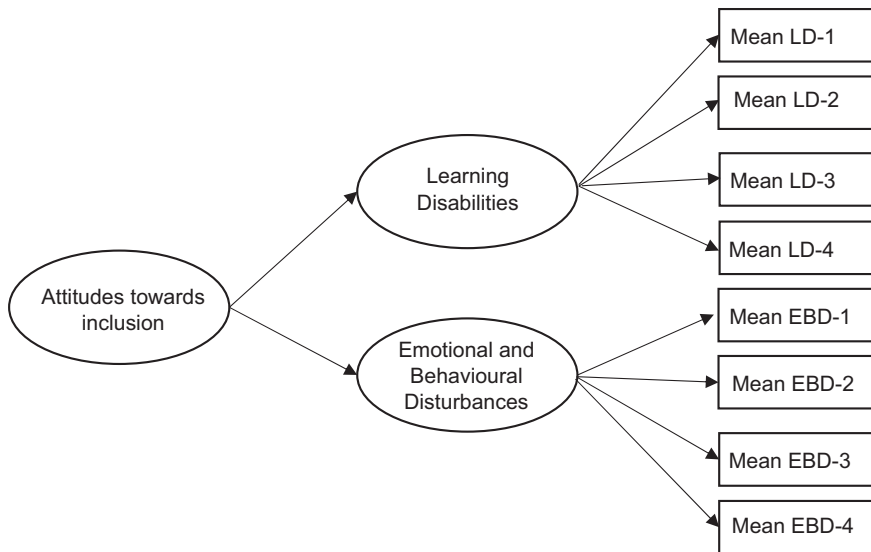 Mean LD-1
Mean LD-2
Learning
Disabilities
Mean LD-3
Mean LD-4
Attitudes towards
inclusion
Emotional and
Behavioural
Disturbances
Mean EBD-1
Mean EBD-2
Mean EBD-3
Mean EBD-4